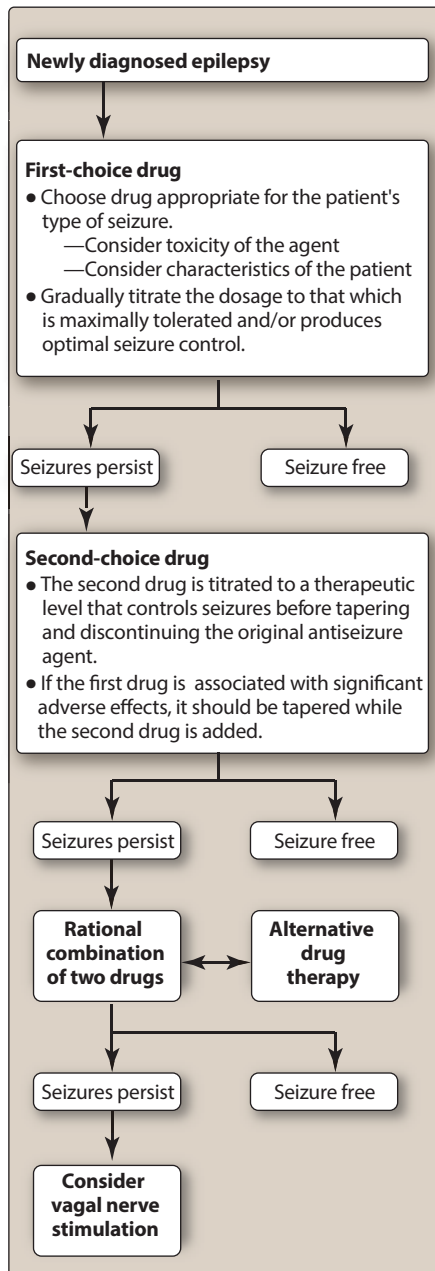 Newly diagnosed epilepsy
First-choice drug
● Choose drug appropriate for the patient's
type of seizure.
—Consider toxicity of the agent
—Consider characteristics of the patient
● Gradually titrate the dosage to that which
is maximally tolerated and/or produces
optimal seizure control.
Seizures persist
Seizure free
Second-choice drug
● The second drug is titrated to a therapeutic
level that controls seizures before tapering
and discontinuing the original antiseizure
agent.
● If the first drug is associated with significant
adverse effects, it should be tapered while
the second drug is added.
Seizures persist
Seizure free
Rational
combination
of two drugs
Alternative
drug
therapy
Seizures persist
Seizure free
Consider
vagal nerve
stimulation